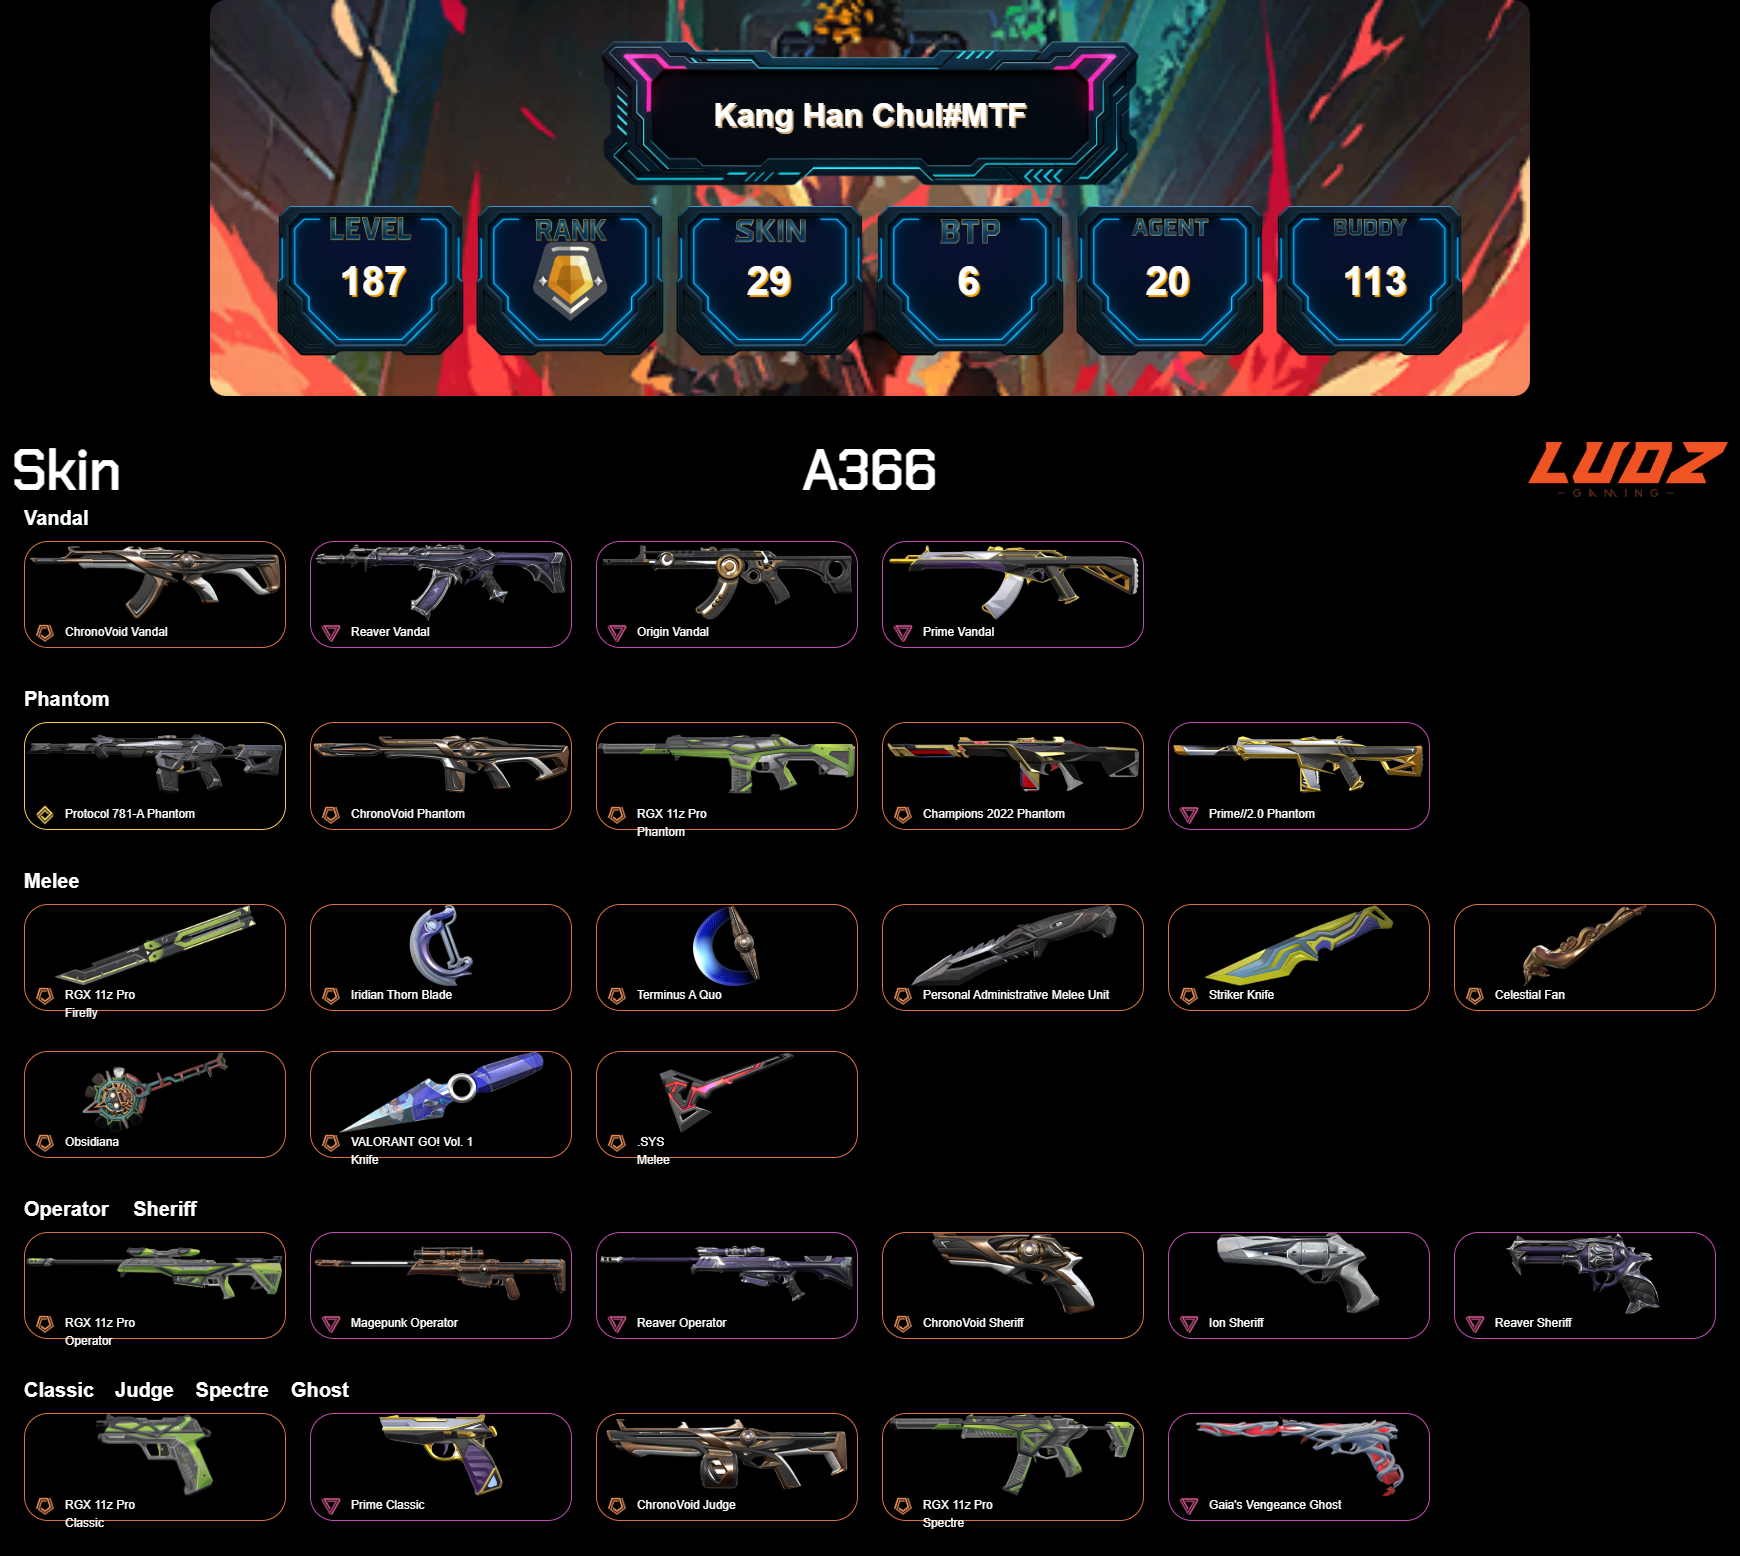 Kang Han Chul#MTF
LEVEL RANK SKIN BTP AGENT BUDDY
187 29 6 20 113
Skin A366 LUOZ
-GAMING-
Vandal
ChronoVoid Vandal Reaver Vandal Origin Vandal Prime Vandal
Phantom
Protocol 781-A Phantom ChronoVoid Phantom RGX 11z Pro Champions 2022 Phantom Prime//2.0 Phantom
Phantom
Melee
RGX 11z Pro Iridian Thorn Blade Terminus A Quo Personal Administrative Melee Unit Striker Knife Celestial Fan
Firefly
Obsidiana VALORANT GO! Vol. 1 .SYS
Knife Melee
Operator Sheriff
RGX 11z Pro Magepunk Operator Reaver Operator ChronoVoid Sheriff Ion Sheriff Reaver Sheriff
Operator
Classic Judge Spectre Ghost
RGX 11z Pro Prime Classic ChronoVoid Judge RGX 11z Pro Gaia's Vengeance Ghost
Classic Spectre